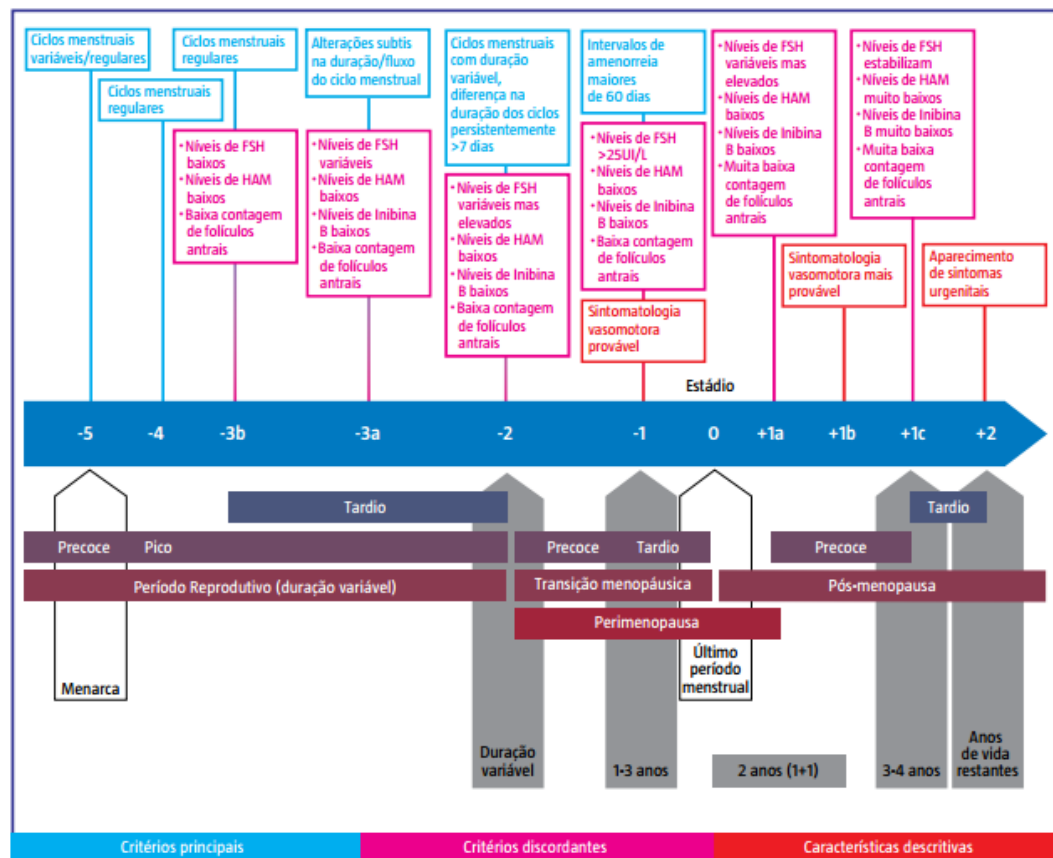 Ciclos menstruais
variáveis/regulares
Ciclos menstruais
regulares
Ciclos menstruais
regulares
•Níveis de FSH
baixos
•Níveis de HAM
baixos
•Baixa contagem
de folículos
antrais
Alterações subtis
na duração/fluxo
do ciclo menstrual
•Níveis de FSH
variáveis
•Níveis de HAM
baixos
•Níveis de Inibina
B baixos
•Baixa contagem
de folículos
antrais
Ciclos menstruais
com duração
variável,
diferença na
duração dos ciclos
persistentemente
>7 dias
•Níveis de FSH
variáveis mas
elevados
•Níveis de HAM
baixos
•Níveis de Inibina
B baixos
•Baixa contagem
de folículos
antrais
Intervalos de
amenorreia
maiores
de 60 dias
•Níveis de FSH
>25UI/L
•Níveis de HAM
baixos
•Níveis de Inibina
B baixos
•Baixa contagem
de folículos
antrais
Sintomatologia
vasomotora
provável
•Níveis de FSH
variáveis mas
elevados
•Níveis de HAM
baixos
•Níveis de Inibina
B baixos
•Muita baixa
contagem
de folículos
antrais
Sintomatologia
vasomotora mais
provável
•Níveis de FSH
estabilizam
•Níveis de HAM
muito baixos
•Níveis de Inibina
B muito baixos
•Muita baixa
contagem
de folículos
antrais
Aparecimento
de sintomas
urgenitais
Estádio
-5 -4 -3b -3a -2 -1 0 +1a +1b +1c +2
Tardio Tardio
Precoce Pico Precoce Tardio Precoce
Período Reprodutivo (duração variável) Transição menopáusica Pós-menopausa
Perimenopausa
Menarca
Último
período
menstrual
Duração
variável
1-3 anos
2 anos (1+1)
3-4 anos
Anos
de vida
restantes
Critérios principais Critérios discordantes Características descritivas